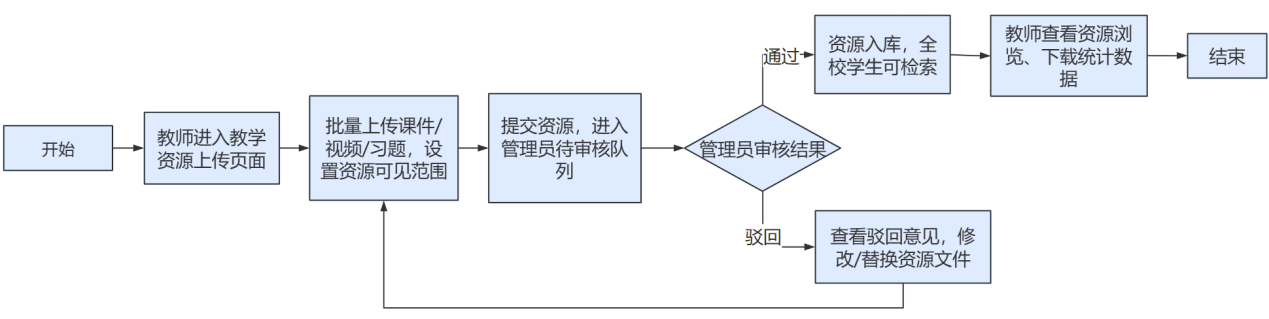 开始
教师进入教学
资源上传页面
批量上传课件/
视频/习题，设
置资源可见范围
提交资源，进入
管理员待审核队
列
管理员审核结果
通过
资源入库，全
校学生可检索
教师查看资源浏
览、下载统计数
据
结束
驳回
查看驳回意见，修
改/替换资源文件